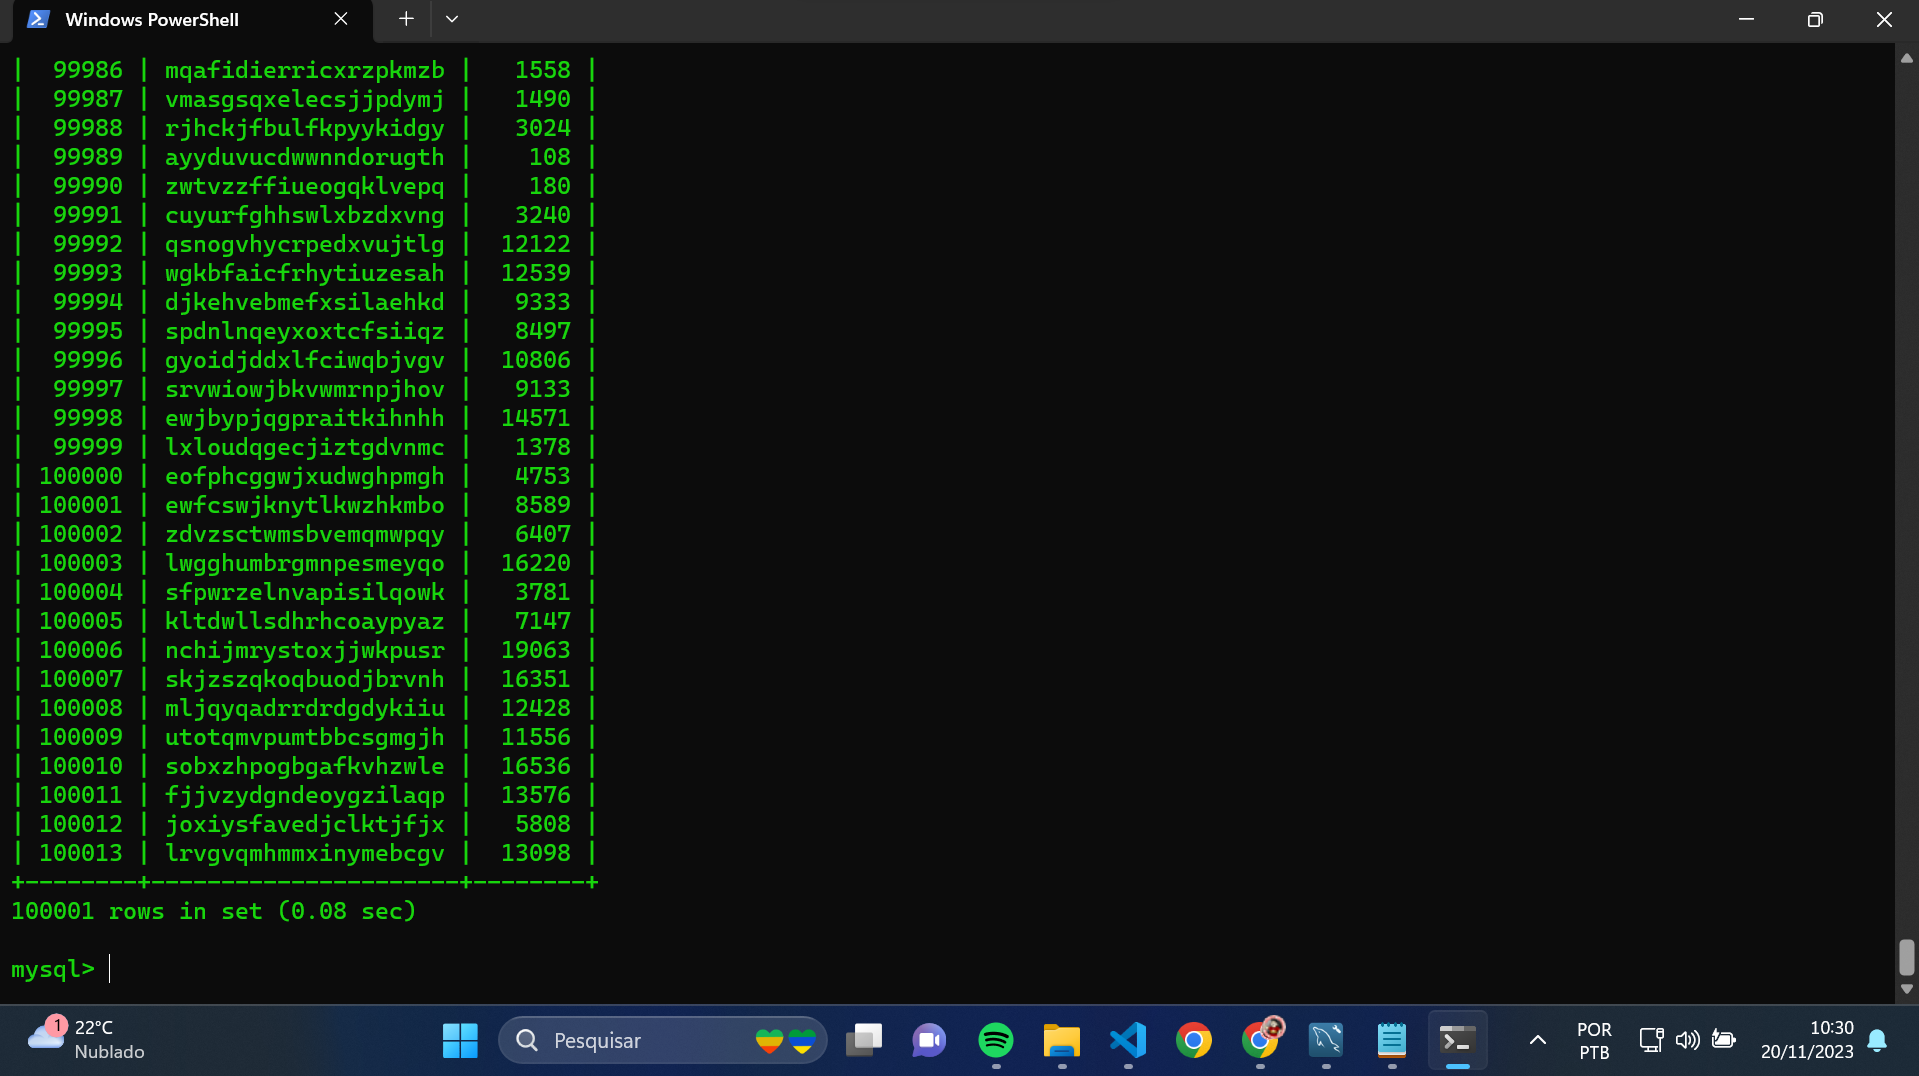 Windows PowerShell
| 99986 | mqafidierricxrzpkmzb | 1558 |
| 99987 | vmasgsqxelecsjjpdymj | 1490 |
| 99988 | rjhckjfbulfkpyykidgy | 3024 |
| 99989 | ayyduvucdwwnndorugth | 108 |
| 99990 | zwtvzzffiueogqklvepq | 180 |
| 99991 | cuyurfghhswlxbzdxvng | 3240 |
| 99992 | qsnogvhycrpedxvujtlg | 12122 |
| 99993 | wgkbfaicfrhytiuzesah | 12539 |
| 99994 | djkehvebmefxsilaehkd | 9333 |
| 99995 | spdnlnqeyxoxtcfsiiqz | 8497 |
| 99996 | gyoidjddxlfciwqbjvgv | 10806 |
| 99997 | srvwiowjbkvwmrnpjhov | 9133 |
| 99998 | ewjbypjqgpraitkihnhh | 14571 |
| 99999 | lxloudqgecjiztgdvnmc | 1378 |
| 100000 | eofphcggwjxudwghpmgh | 4753 |
| 100001 | ewfcswjknytlkwzhkmbo | 8589 |
| 100002 | zdvzsctwmsbvemqmwpqy | 6407 |
| 100003 | lwgghumbrgmnpesmeyqo | 16220 |
| 100004 | sfpwrzelnvapisilqowk | 3781 |
| 100005 | kltdwllsdhrhcoaypyaz | 7147 |
| 100006 | nchijmrystoxjjwkpusr | 19063 |
| 100007 | skjzszqkoqbuodjbrvnh | 16351 |
| 100008 | mljqyqadrrdrdgdykiiu | 12428 |
| 100009 | utotqmvpumtbbcsgmgjh | 11556 |
| 100010 | sobxzhpogbgafkvhzwle | 16536 |
| 100011 | fjjvzydgndeoygzilaqp | 13576 |
| 100012 | joxiysfavedjclktjfjx | 5808 |
| 100013 | lrvgvqmhmmxinymebcgv | 13098 |
+--------+----------------------+--------+
100001 rows in set (0.08 sec)
mysql>
1
22°C
Nublado
Pesquisar
POR
PTB
10:30
20/11/2023